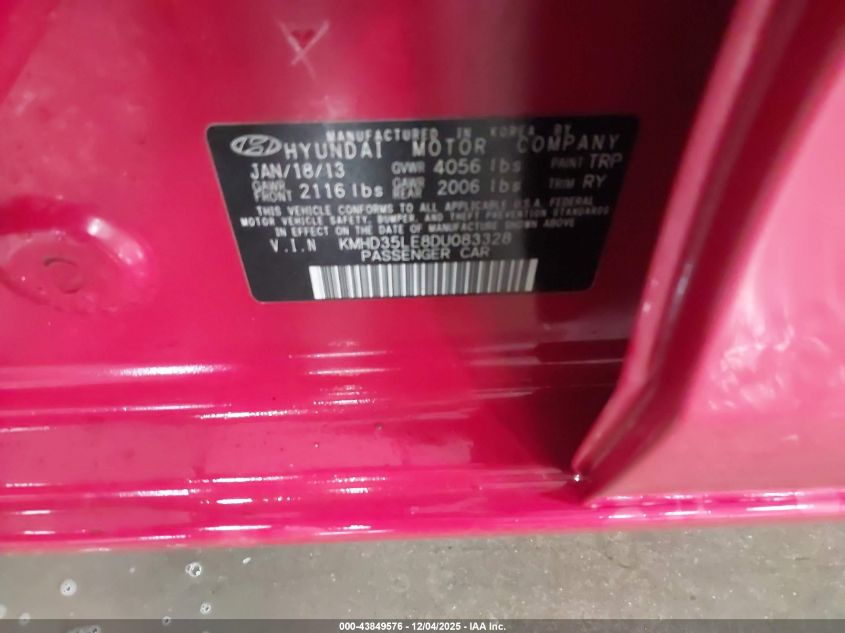 MANUFACTURED IN KOREA BY
HYUNDAI MOTOR COMPANY
JAN/18/13 GVWR 4056 lbs PAINT TRP
GAWR FRONT 2116 lbs GAWR REAR 2006 lbs TRIM RY
THIS VEHICLE CONFORMS TO ALL APPLICABLE U.S.A. FEDERAL
MOTOR VEHICLE SAFETY, BUMPER, AND THEFT PREVENTION STANDARDS
IN EFFECT ON THE DATE OF MANUFACTURE SHOWN ABOVE
V.I.N KMHD35LE8DU083328
PASSENGER CAR
000-43849576 - 12/04/2025 - IAA Inc.